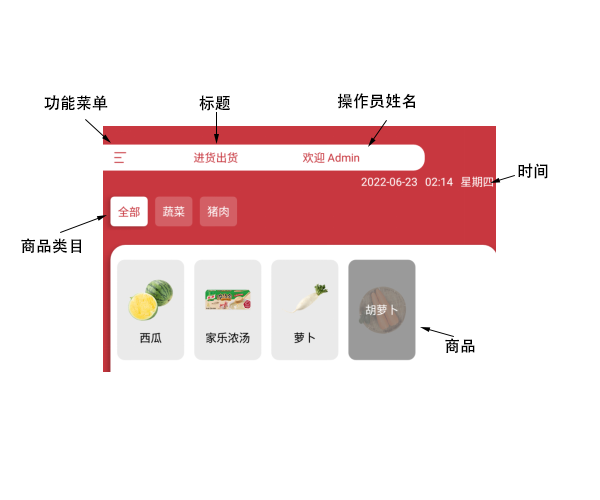 功能菜单
标题
操作员姓名
进货出货
欢迎 Admin
时间
2022-06-23 02:14 星期四
全部
蔬菜
猪肉
商品类目
西瓜
家乐浓汤
萝卜
胡萝卜
商品